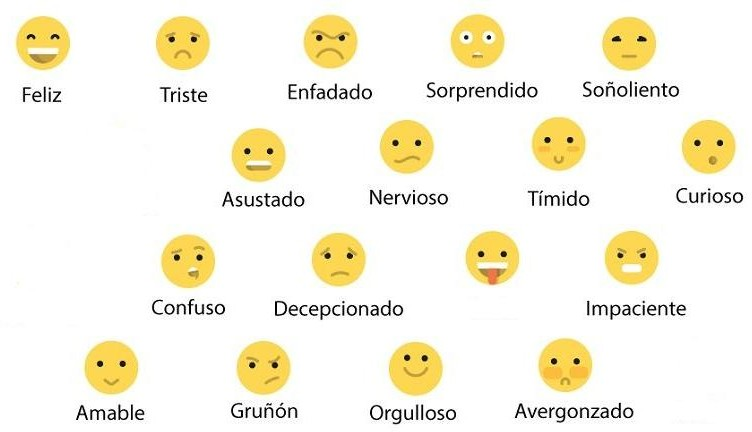 Feliz Triste Enfadado Sorprendido Soñoliento
Asustado Nervioso Tímido Curioso
Confuso Decepcionado Impaciente
Amable Gruñón Orgulloso Avergonzado